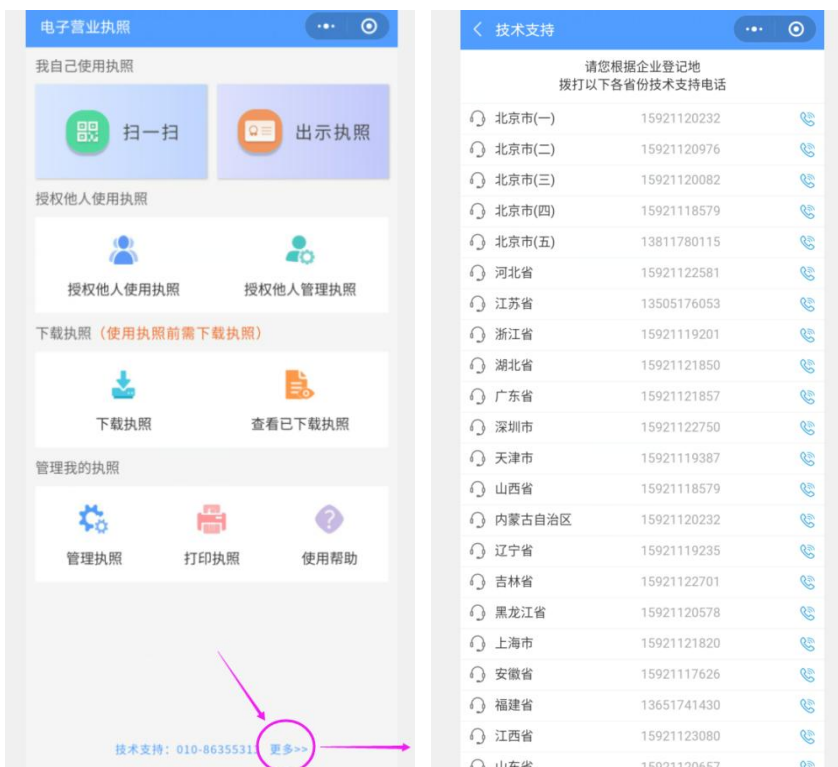 电子营业执照
我自己使用执照
扫一扫
出示执照
授权他人使用执照
授权他人使用执照
授权他人管理执照
下载执照（使用执照前需下载执照）
下载执照
查看已下载执照
管理我的执照
管理执照
打印执照
使用帮助
技术支持：010-8635531
更多>>
技术支持
请您根据企业登记地
拨打以下各省份技术支持电话
北京市(一) 15921120232
北京市(二) 15921120976
北京市(三) 15921120082
北京市(四) 15921118579
北京市(五) 13811780115
河北省 15921122581
江苏省 13505176053
浙江省 15921119201
湖北省 15921121850
广东省 15921121857
深圳市 15921122750
天津市 15921119387
山西省 15921118579
内蒙古自治区 15921120232
辽宁省 15921119235
吉林省 15921122701
黑龙江省 15921120578
上海市 15921121820
安徽省 15921117626
福建省 13651741430
江西省 15921123080
山东省 15921120657